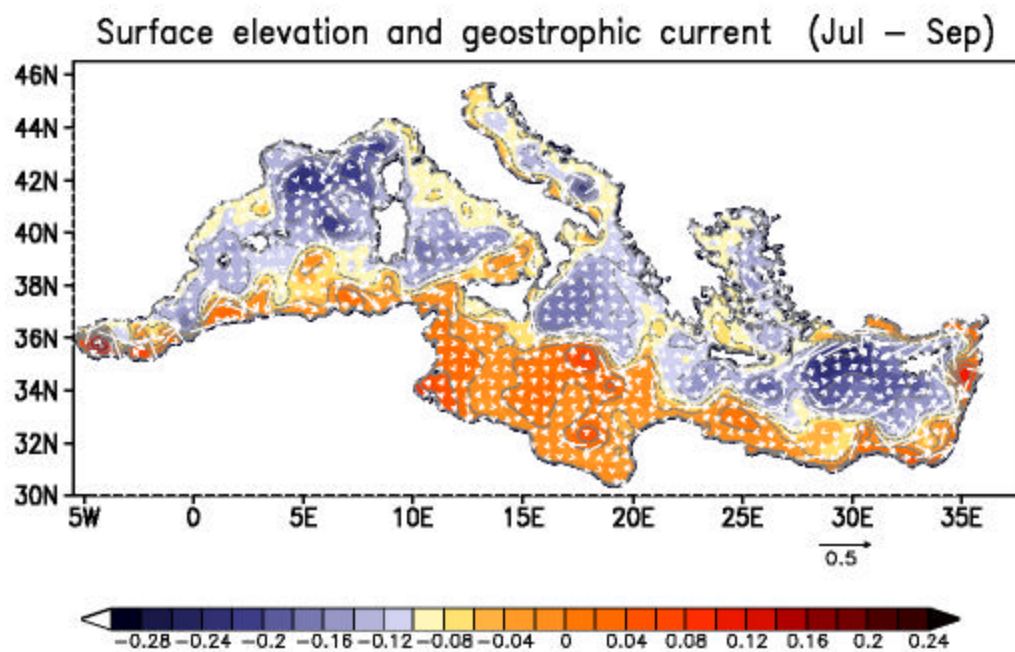 Surface elevation and geostrophic current (Jul – Sep)
46N
44N
42N
40N
38N
36N
34N
32N
30N
5W 0 5E 10E 15E 20E 25E 30E 35E
0.5
−0.28 −0.24 −0.2 −0.16 −0.12 −0.08 −0.04 0 0.04 0.08 0.12 0.16 0.2 0.24